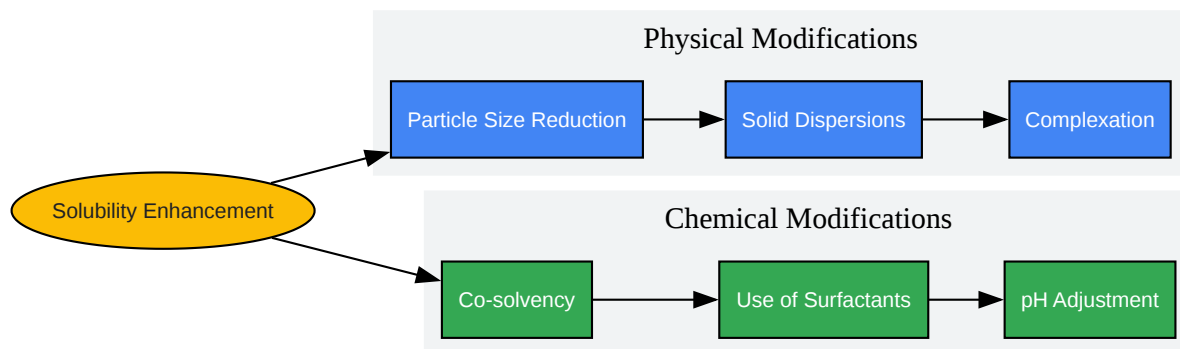 Physical Modifications
Particle Size Reduction
Solid Dispersions
Complexation
Solubility Enhancement
Chemical Modifications
Co-solvency
Use of Surfactants
pH Adjustment